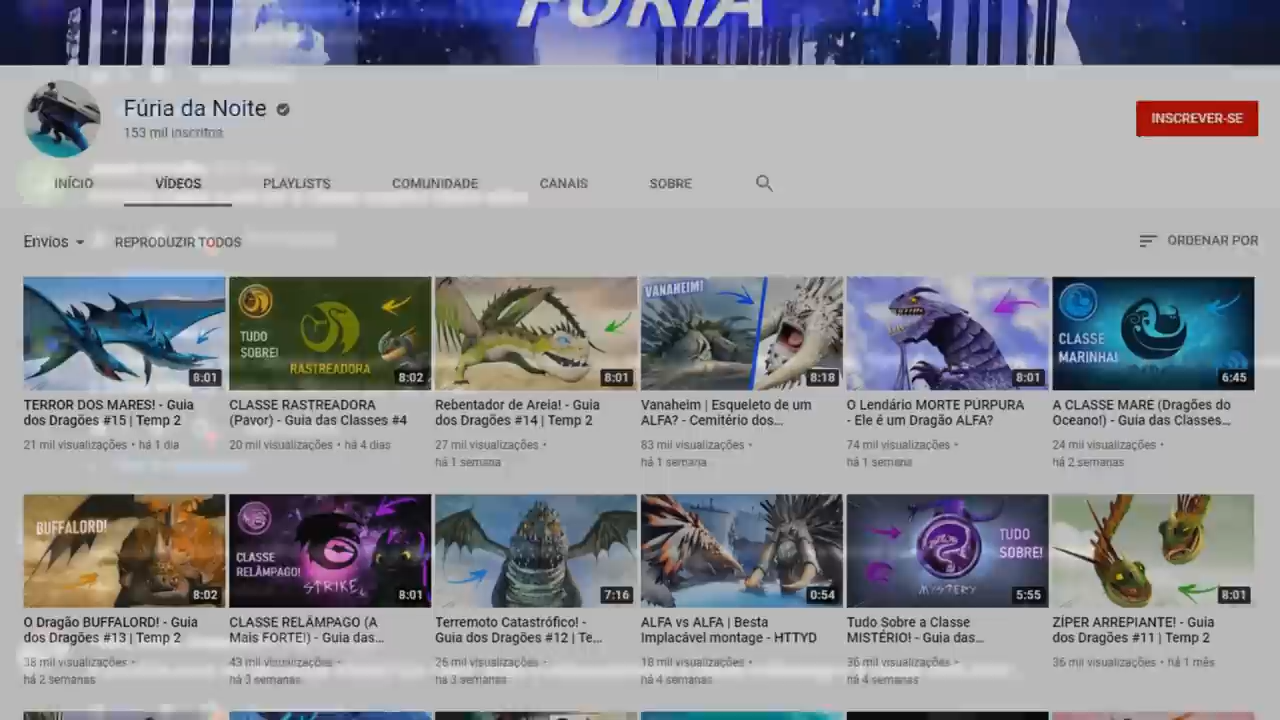 FÚRIA
Fúria da Noite
153 mil inscritos
INSCREVER-SE
INÍCIO VÍDEOS PLAYLISTS COMUNIDADE CANAIS SOBRE
Envios REPRODUZIR TODOS ORDENAR POR
8:01
TUDO SOBRE!
RASTREADORA
8:02
8:01
VANAHEIM!
8:18
8:01
CLASSE MARINHA!
6:45
TERROR DOS MARES! - Guia
dos Dragões #15 | Temp 2
21 mil visualizações • há 1 dia
CLASSE RASTREADORA
(Pavor) - Guia das Classes #4
20 mil visualizações • há 4 dias
Rebentador de Areia! - Guia
dos Dragões #14 | Temp 2
27 mil visualizações •
há 1 semana
Vanaheim | Esqueleto de um
ALFA? - Cemitério dos...
83 mil visualizações •
há 1 semana
O Lendário MORTE PÚRPURA
- Ele é um Dragão ALFA?
74 mil visualizações •
há 1 semana
A CLASSE MARÉ (Dragões do
Oceano!) - Guia das Classes...
24 mil visualizações •
há 2 semanas
BUFFALORD!
8:02
CLASSE
RELÂMPAGO!
STRIKE
8:01
7:16
0:54
TUDO
SOBRE!
MYSTERY
5:55
8:01
O Dragão BUFFALORD! - Guia
dos Dragões #13 | Temp 2
38 mil visualizações •
há 2 semanas
CLASSE RELÂMPAGO (A
Mais FORTE!) - Guia das...
43 mil visualizações •
há 3 semanas
Terremoto Catastrófico! -
Guia dos Dragões #12 | Te...
26 mil visualizações •
há 3 semanas
ALFA vs ALFA | Besta
Implacável montage - HTTYD
18 mil visualizações •
há 4 semanas
Tudo Sobre a Classe
MISTÉRIO! - Guia das...
36 mil visualizações •
há 4 semanas
ZÍPER ARREPIANTE! - Guia
dos Dragões #11 | Temp 2
36 mil visualizações • há 1 mês